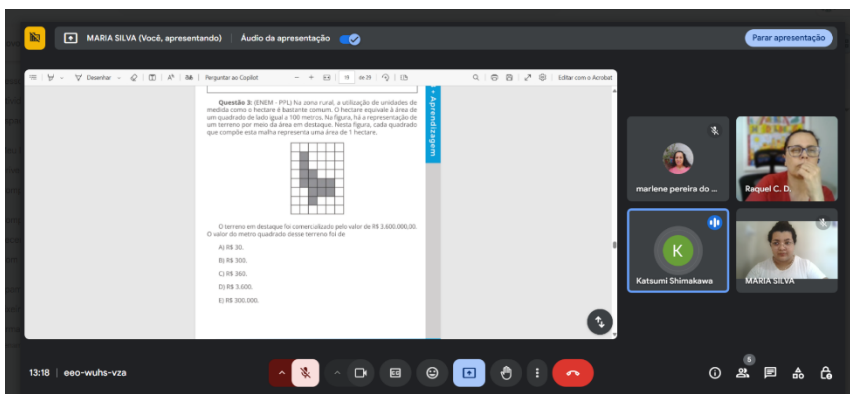 MARIA SILVA (Você, apresentando)
Áudio da apresentação
Parar apresentação
Desenhar
Perguntar ao Copilot
de 29
Editar com o Acrobat
Questão 3: (ENEM - PPL) Na zona rural, a utilização de unidades de
medida como o hectare é bastante comum. O hectare equivale à área de
um quadrado de lado igual a 100 metros. Na figura, há a representação de
um terreno por meio da área em destaque. Nesta figura, cada quadrado
que compõe esta malha representa uma área de 1 hectare.
O terreno em destaque foi comercializado pelo valor de R$ 3.600.000,00.
O valor do metro quadrado desse terreno foi de
A) R$ 30.
B) R$ 300.
C) R$ 360.
D) R$ 3.600.
E) R$ 300.000.
Aprendizagem
marlene pereira do ...
Raquel C. D.
K
Katsumi Shimakawa
MARIA SILVA
13:18 | eeo-wuhs-vza
5